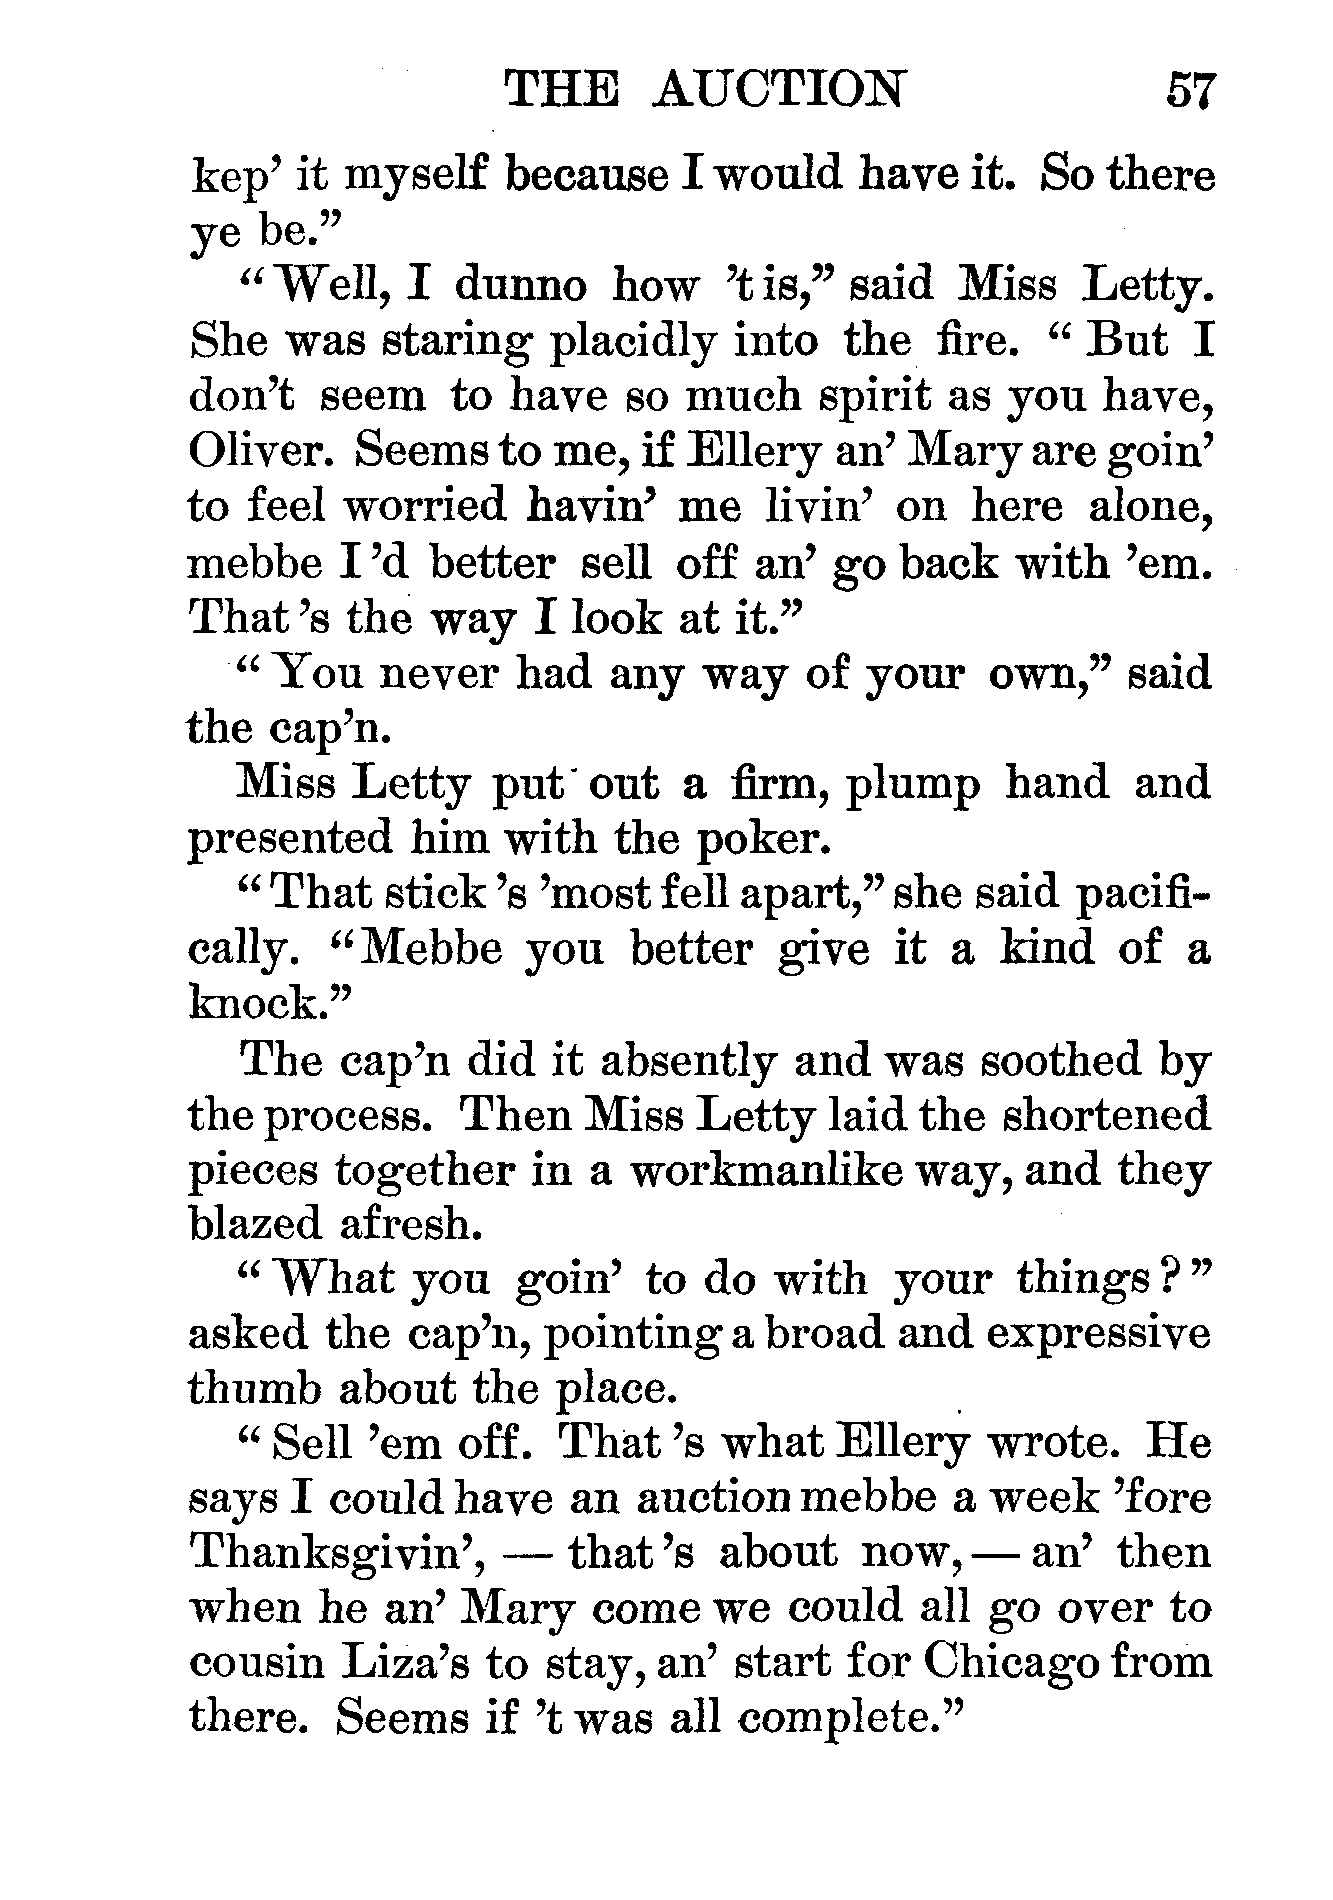 THE AUCTION 57
kep' it myself because I would have it. So there
ye be."
"Well, I dunno how 't is," said Miss Letty.
She was staring placidly into the fire. "But I
don't seem to have so much spirit as you have,
Oliver. Seems to me, if Ellery an' Mary are goin'
to feel worried havin' me livin' on here alone,
mebbe I 'd better sell off an' go back with 'em.
That 's the way I look at it."
"You never had any way of your own," said
the cap'n.
Miss Letty put out a firm, plump hand and
presented him with the poker.
"That stick 's 'most fell apart," she said pacifi-
cally. "Mebbe you better give it a kind of a
knock."
The cap'n did it absently and was soothed by
the process. Then Miss Letty laid the shortened
pieces together in a workmanlike way, and they
blazed afresh.
"What you goin' to do with your things?"
asked the cap'n, pointing a broad and expressive
thumb about the place.
"Sell 'em off. That 's what Ellery wrote. He
says I could have an auction mebbe a week 'fore
Thanksgivin', — that 's about now, — an' then
when he an' Mary come we could all go over to
cousin Liza's to stay, an' start for Chicago from
there. Seems if 't was all complete."